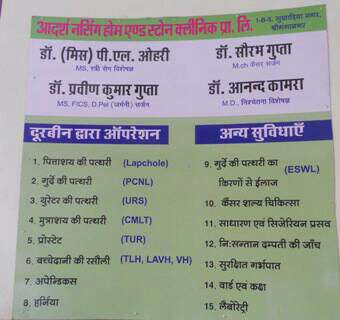 आदर्श नर्सिंग होम एण्ड स्टोन क्लीनिक प्रा. लि.
1-ई-5, सुखाड़िया नगर, श्रीगंगानगर
डॉ. (मिस) पी.एल. ओहरी
MS, स्त्री रोग विशेषज्ञ
डॉ. सौरभ गुप्ता
M.ch कैंसर सर्जन
डॉ. प्रवीण कुमार गुप्ता
MS, FICS, D.Pel (जर्मनी) सर्जन
डॉ. आनन्द कामरा
M.D., निश्चेतना विशेषज्ञ
दूरबीन द्वारा ऑपरेशन
1. पित्ताशय की पत्थरी (Lapchole)
2. गुर्दे की पत्थरी (PCNL)
3. युरेटर की पत्थरी (URS)
4. मुत्राशय की पत्थरी (CMLT)
5. प्रोस्टेट (TUR)
6. बच्चेदानी की रसौली (TLH, LAVH, VH)
7. अपेन्डिकस
8. हर्निया
अन्य सुविधाएँ
9. गुर्दे की पत्थरी का (ESWL)
किरणों से ईलाज
10. कैंसर शल्य चिकित्सा
11. साधारण एवं सिजेरियन प्रसव
12. नि:सन्तान दम्पती की जाँच
13. सुरक्षित गर्भपात
14. वार्ड एवं कक्ष
15. लैबोरेट्री